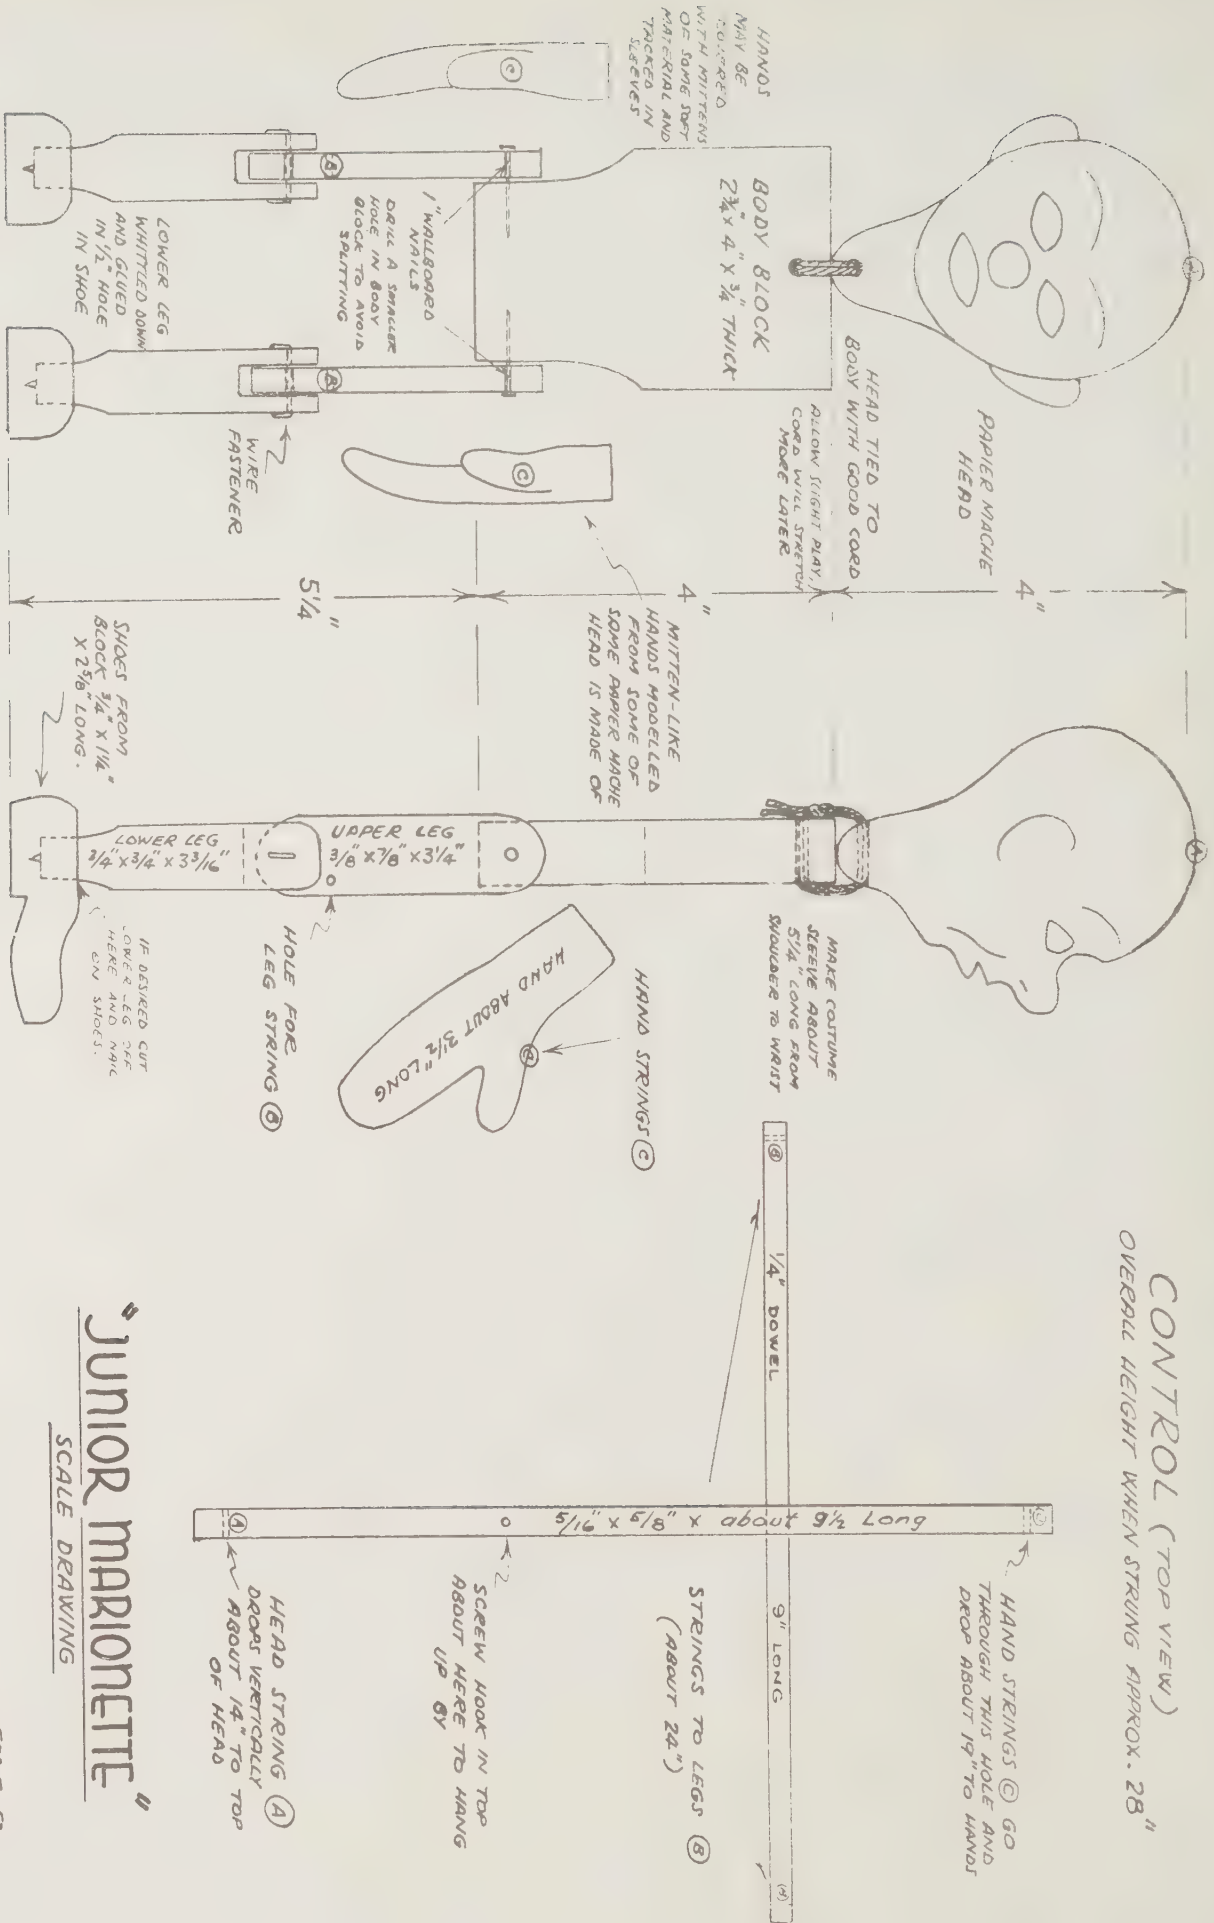 CONTROL (TOP VIEW)
OVERALL HEIGHT WHEN STRUNG APPROX. 28"
PAPIER MACHE
HEAD
HEAD TIED TO
BODY WITH GOOD CORD
ALLOW SLIGHT PLAY,
CORD WILL STRETCH
MORE LATER
BODY BLOCK
2¾" x 4" x ¾" THICK
HANDS
MAY BE
COVERED
WITH MITTENS
OF SOME SOFT
MATERIAL AND
TACKED IN
SLEEVES
C
1" WALLBOARD
NAILS
DRILL A SMALLER
HOLE IN BODY
BLOCK TO AVOID
SPLITTING
A
B
C
WIRE
FASTENER
LOWER LEG
WHITTLED DOWN
AND GLUED
IN ½" HOLE
IN SHOE
4"
4"
5¼"
MITTEN-LIKE
HANDS MODELLED
FROM SOME OF
SOME PAPIER MACHE
HEAD IS MADE OF
SHOES FROM
BLOCK ¾" X 1¼"
X 2⅝" LONG.
A
MAKE COSTUME
SLEEVE ABOUT
5¼" LONG FROM
SHOULDER TO WRIST
UPPER LEG
3/8" x 7/8" x 3¼"
LOWER LEG
3/4" x 3/4" x 3 3/16"
IF DESIRED CUT
LOWER LEG OFF
HERE AND NAIL
ON SHOES.
HAND STRINGS C
HAND ABOUT 3½" LONG
HOLE FOR
LEG STRING B
B
¼" DOWEL
9" LONG
5/16" x 5/8" x about 9½ Long
HAND STRINGS C GO
THROUGH THIS HOLE AND
DROP ABOUT 19" TO HANDS
STRINGS TO LEGS B
(ABOUT 24")
SCREW HOOK IN TOP
ABOUT HERE TO HANG
UP BY
A
HEAD STRING A
DROPS VERTICALLY
ABOUT 14" TO TOP
OF HEAD
"JUNIOR MARIONETTE"
SCALE DRAWING